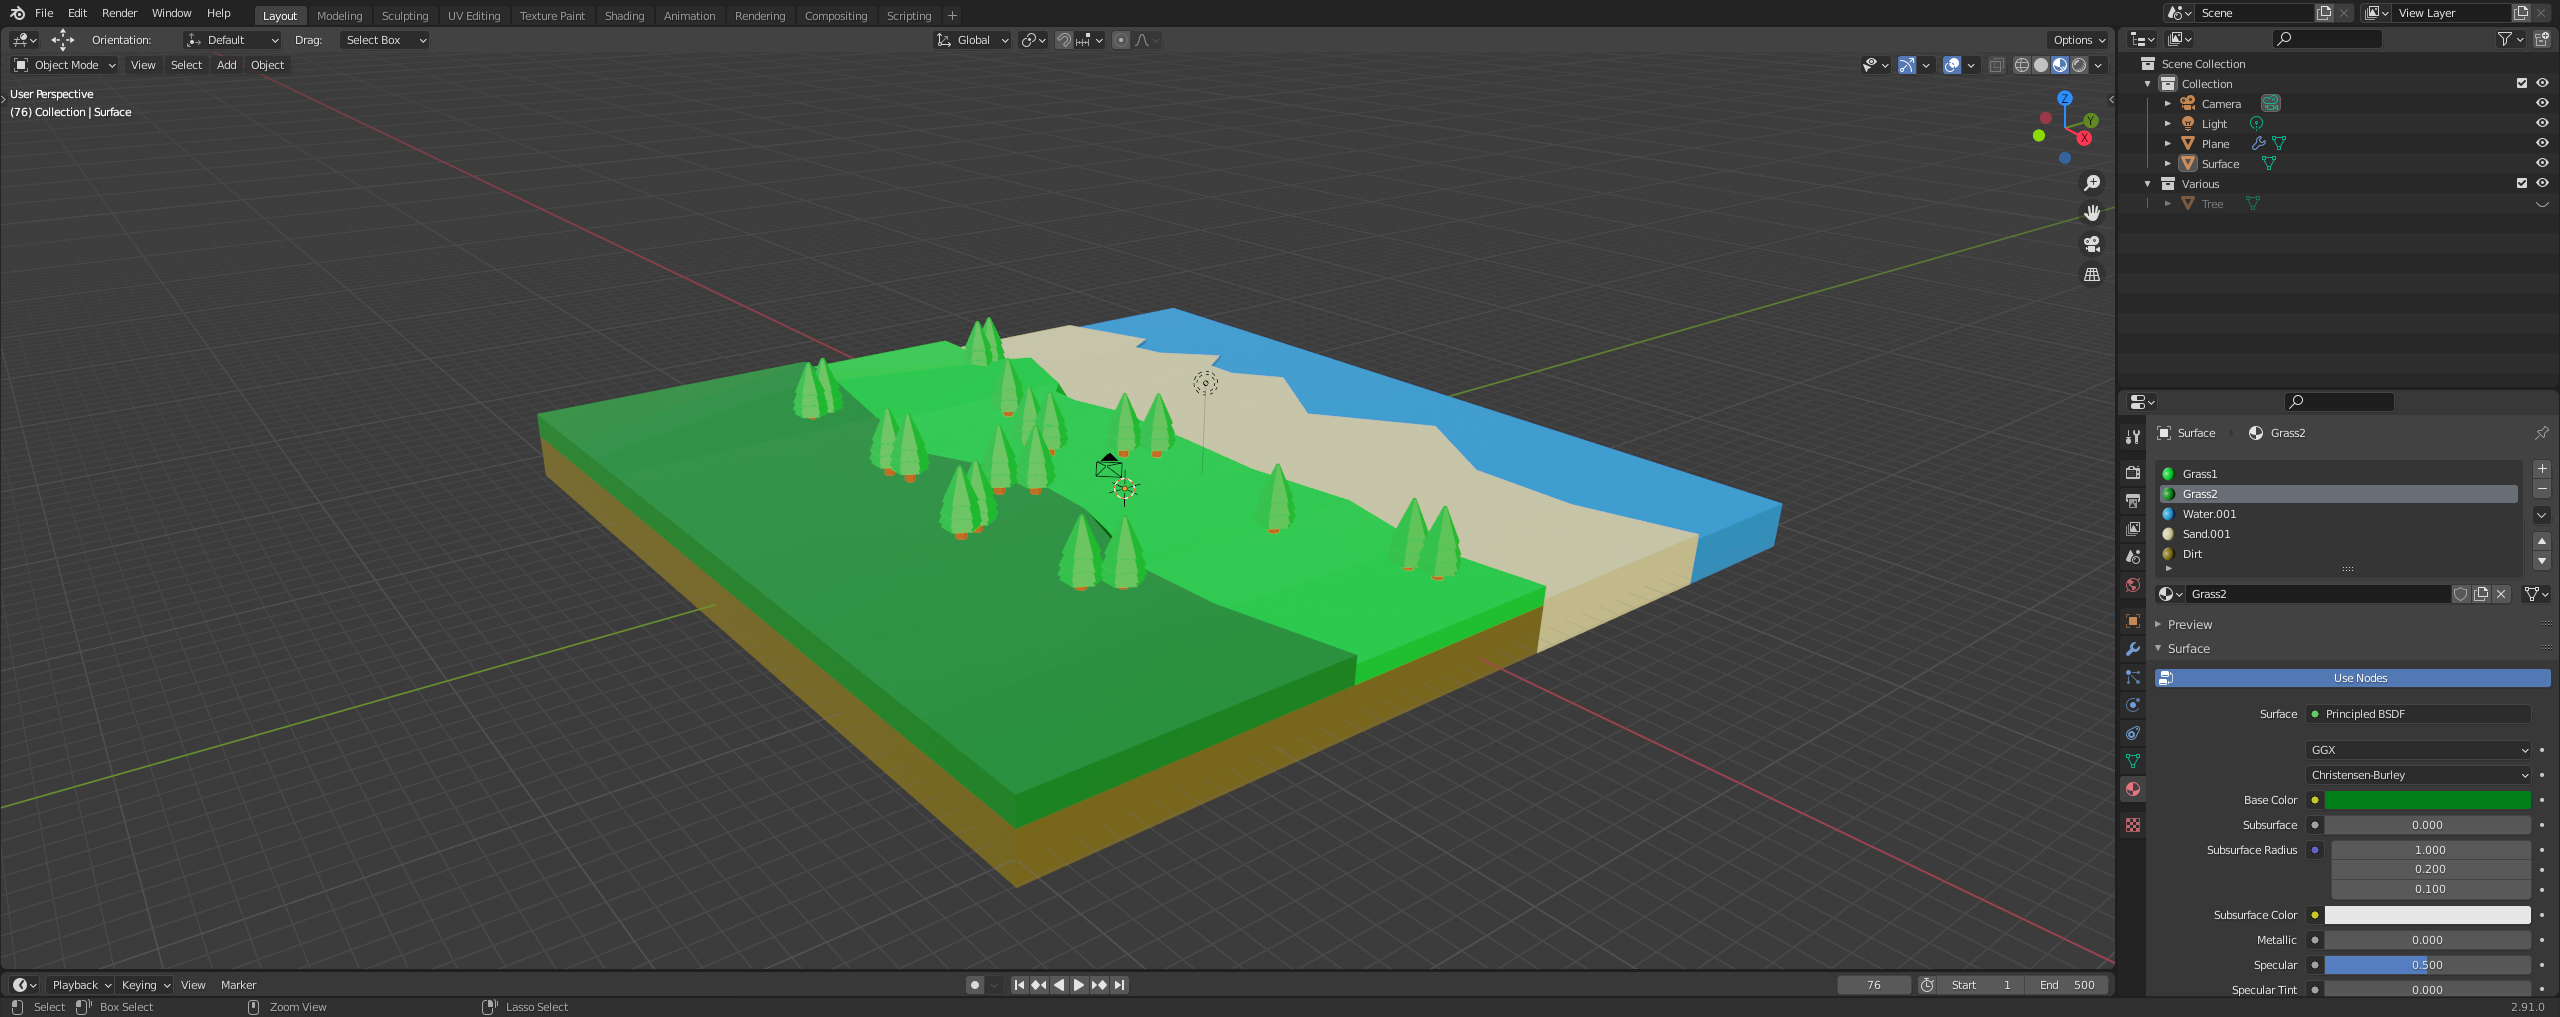 File Edit Render Window Help Layout Modeling Sculpting UV Editing Texture Paint Shading Animation Rendering Compositing Scripting + Scene View Layer
Orientation: Default Drag: Select Box Global Options
Object Mode View Select Add Object
User Perspective
(76) Collection | Surface
Z
Y
X
Scene Collection
Collection
Camera
Light
Plane
Surface
Various
Tree
Surface Grass2
Grass1
Grass2
Water.001
Sand.001
Dirt
Grass2
Preview
Surface
Use Nodes
Surface Principled BSDF
GGX
Christensen-Burley
Base Color
Subsurface 0.000
Subsurface Radius 1.000
0.200
0.100
Subsurface Color
Metallic 0.000
Specular 0.500
Specular Tint 0.000
Playback Keying View Marker 76 Start 1 End 500
Select Box Select Zoom View Lasso Select 2.91.0